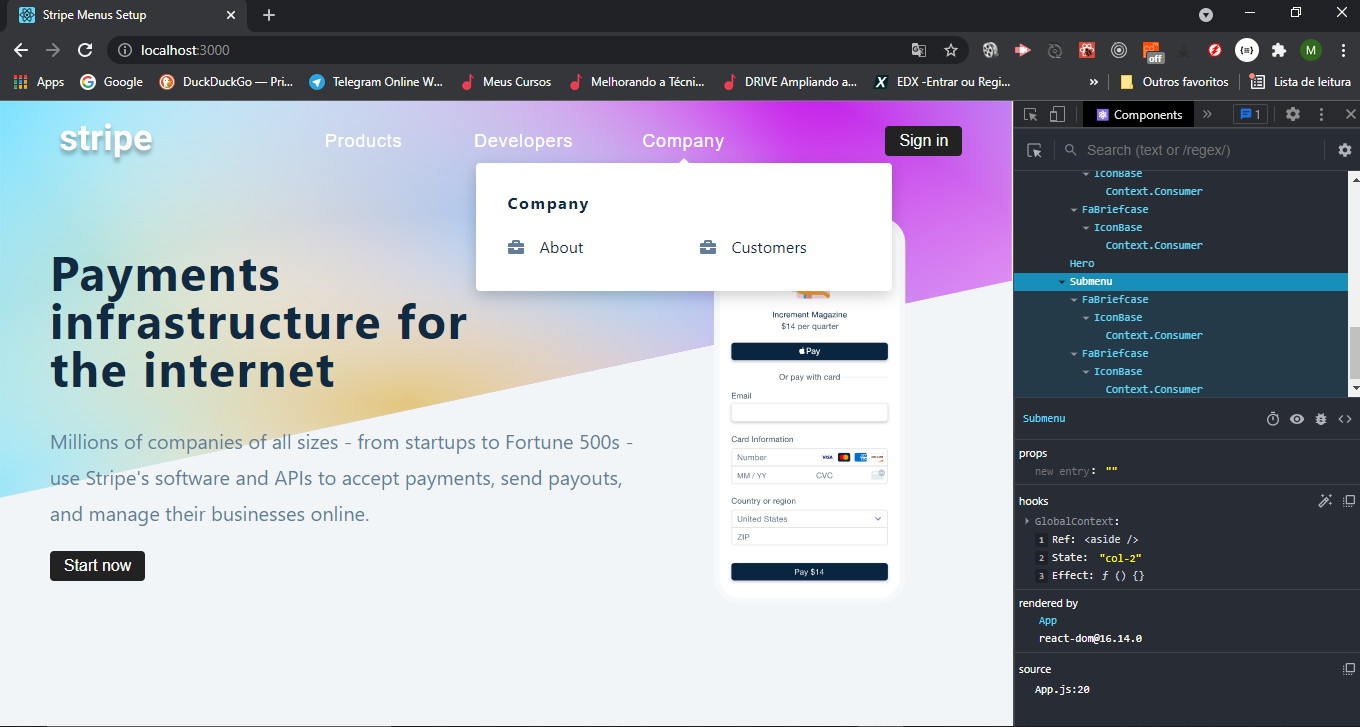 Stripe Menus Setup
localhost:3000
off
M
Apps
Google
DuckDuckGo — Pri...
Telegram Online W...
Meus Cursos
Melhorando a Técni...
DRIVE Ampliando a...
X EDX -Entrar ou Regi...
»
Outros favoritos
Lista de leitura
stripe
Products
Developers
Company
Sign in
Company
About
Customers
Payments
infrastructure for
the internet
Millions of companies of all sizes - from startups to Fortune 500s -
use Stripe's software and APIs to accept payments, send payouts,
and manage their businesses online.
Start now
Increment Magazine
$14 per quarter
Pay
Or pay with card
Email
Card Information
Number
VISA
MM / YY
CVC
Country or region
United States
ZIP
Pay $14
Components
»
1
Search (text or /regex/)
IconBase
Context.Consumer
FaBriefcase
IconBase
Context.Consumer
Hero
Submenu
FaBriefcase
IconBase
Context.Consumer
FaBriefcase
IconBase
Context.Consumer
Submenu
props
new entry: ""
hooks
GlobalContext:
1 Ref: <aside />
2 State: "col-2"
3 Effect: ƒ () {}
rendered by
App
react-dom@16.14.0
source
App.js:20